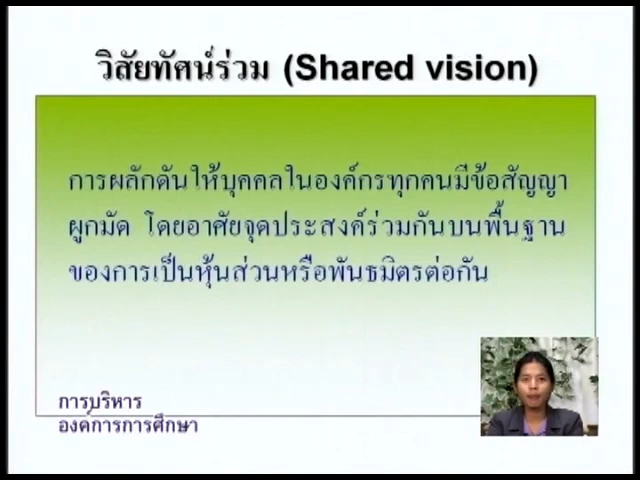 วิสัยทัศน์ร่วม (Shared vision)
การผลักดันให้บุคคลในองค์กรทุกคนมีข้อสัญญา
ผูกมัด โดยอาศัยจุดประสงค์ร่วมกันบนพื้นฐาน
ของการเป็นหุ้นส่วนหรือพันธมิตรต่อกัน
การบริหาร
องค์การการศึกษา